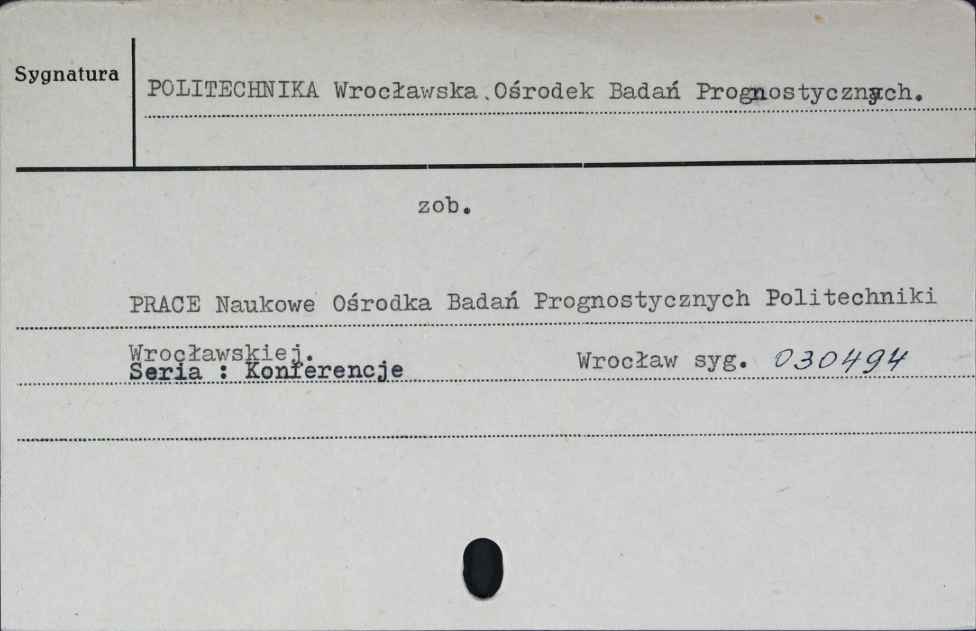 Sygnatura
POLITECHNIKA Wrocławska.Ośrodek Badań Prognostycznych.
zob.
PRACE Naukowe Ośrodka Badań Prognostycznych Politechniki
Wrocławskiej.
Seria : Konferencje Wrocław syg. 030494